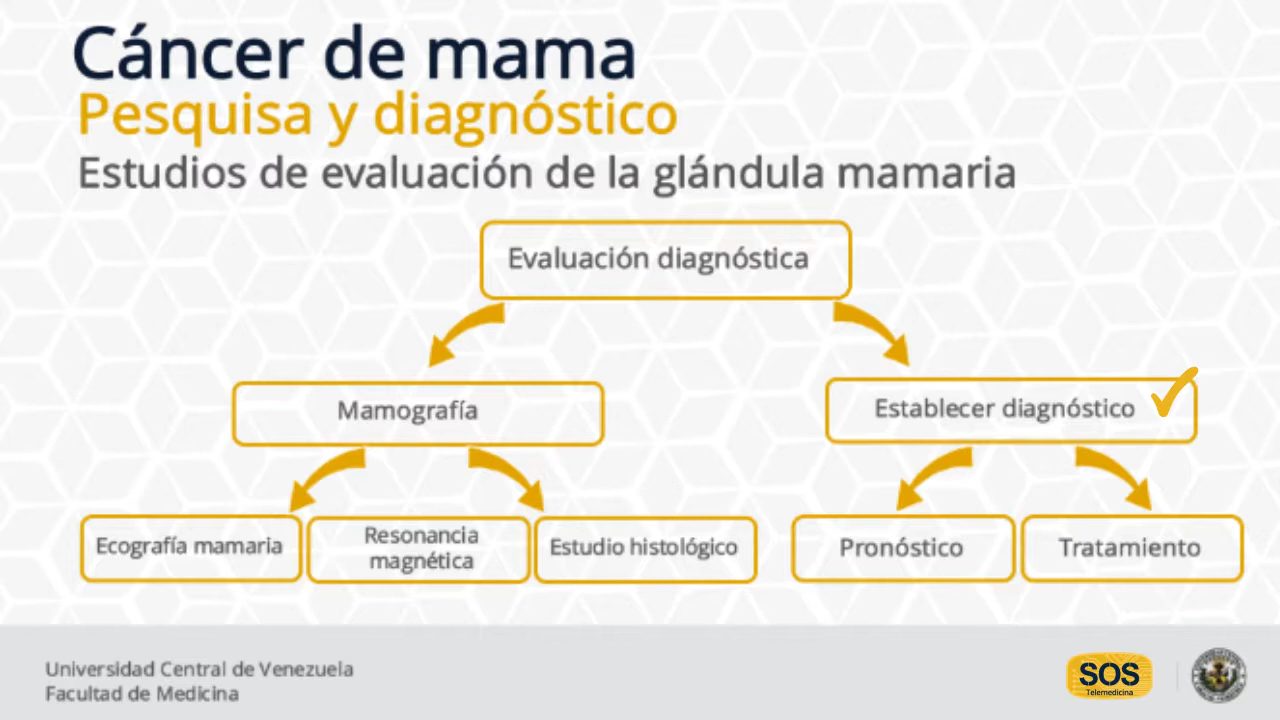 Cáncer de mama
Pesquisa y diagnóstico
Estudios de evaluación de la glándula mamaria
Evaluación diagnóstica
Mamografía
Establecer diagnóstico
Ecografía mamaria
Resonancia
magnética
Estudio histológico
Pronóstico
Tratamiento
Universidad Central de Venezuela
Facultad de Medicina
SOS
Telemedicina